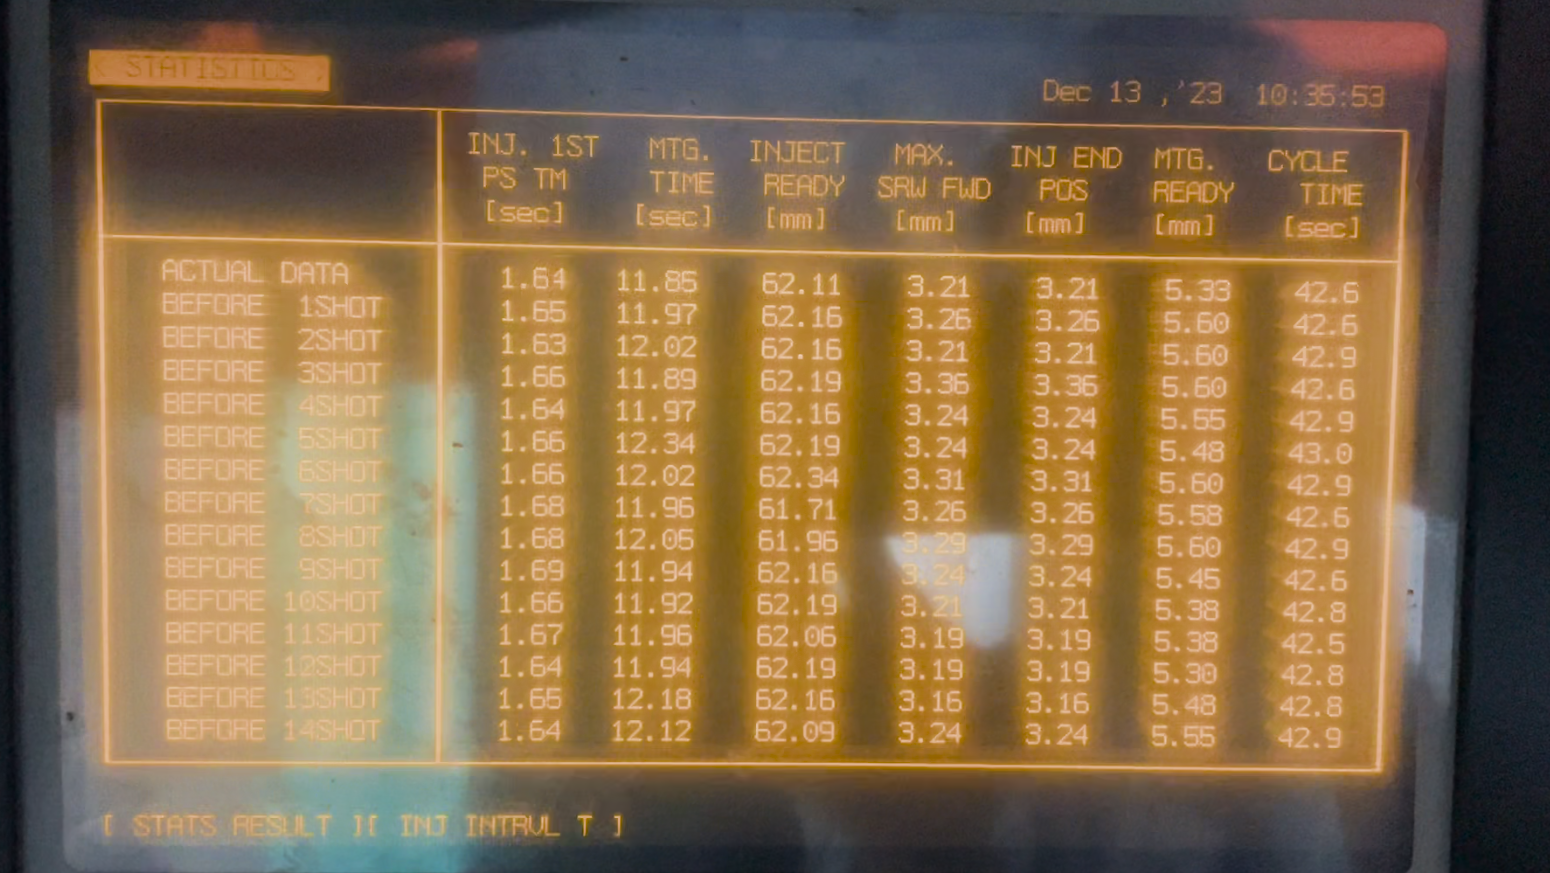 < STATISTICS >
Dec 13 ,'23 10:35:53
INJ. 1ST MTG. INJECT MAX. INJ END MTG. CYCLE
PS TM TIME READY SRW FWD POS READY TIME
[sec] [sec] [mm] [mm] [mm] [mm] [sec]
ACTUAL DATA 1.64 11.85 62.11 3.21 3.21 5.33 42.6
BEFORE 1SHOT 1.65 11.97 62.16 3.26 3.26 5.60 42.6
BEFORE 2SHOT 1.63 12.02 62.16 3.21 3.21 5.60 42.9
BEFORE 3SHOT 1.66 11.89 62.19 3.36 3.36 5.60 42.6
BEFORE 4SHOT 1.64 11.97 62.16 3.24 3.24 5.55 42.9
BEFORE 5SHOT 1.66 12.34 62.19 3.24 3.24 5.48 43.0
BEFORE 6SHOT 1.66 12.02 62.34 3.31 3.31 5.60 42.9
BEFORE 7SHOT 1.68 11.96 61.71 3.26 3.26 5.58 42.6
BEFORE 8SHOT 1.68 12.05 61.96 3.29 3.29 5.60 42.9
BEFORE 9SHOT 1.69 11.94 62.16 3.24 3.24 5.45 42.6
BEFORE 10SHOT 1.66 11.92 62.19 3.21 3.21 5.38 42.8
BEFORE 11SHOT 1.67 11.96 62.06 3.19 3.19 5.38 42.5
BEFORE 12SHOT 1.64 11.94 62.19 3.19 3.19 5.30 42.8
BEFORE 13SHOT 1.65 12.18 62.16 3.16 3.16 5.48 42.8
BEFORE 14SHOT 1.64 12.12 62.09 3.24 3.24 5.55 42.9
[ STATS RESULT ][ INJ INTRVL T ]